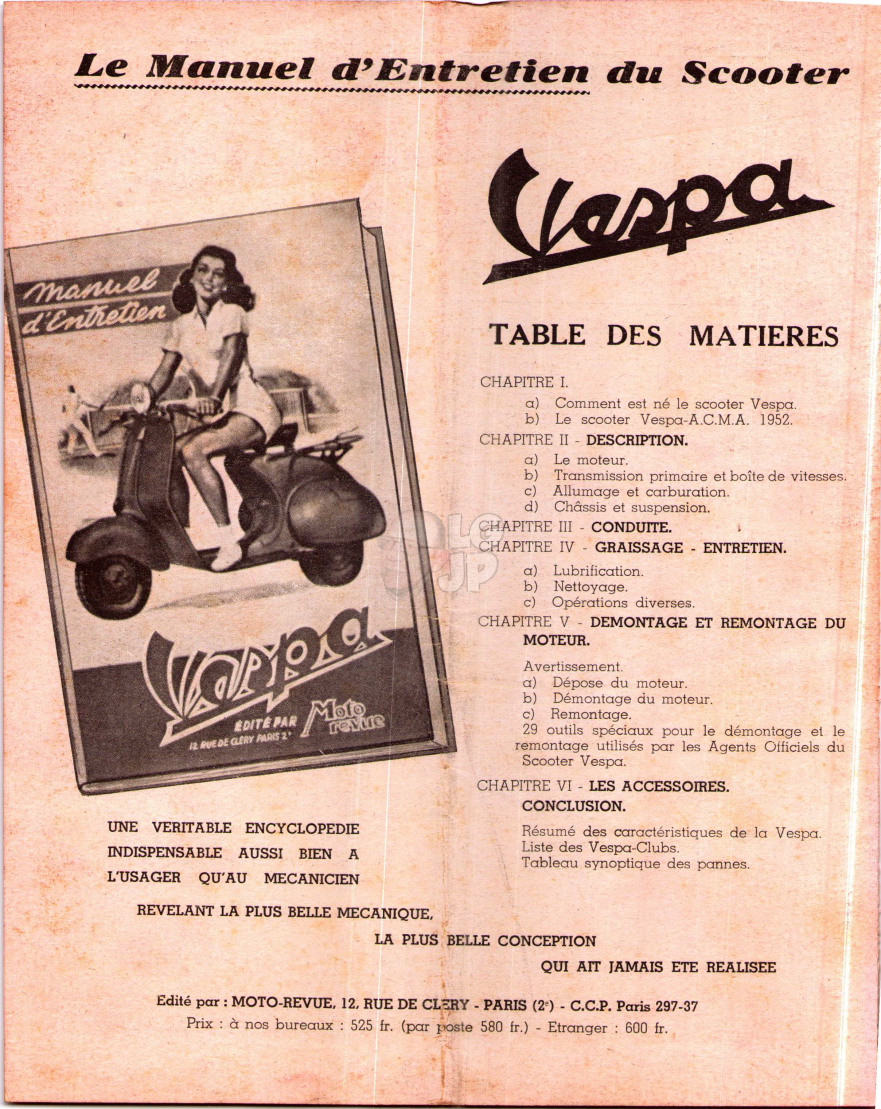 Le Manuel d'Entretien du Scooter
Vespa
manuel
d'Entretien
Vespa
ÉDITÉ PAR
Moto
revue
12, RUE DE CLÉRY PARIS 2e
TABLE DES MATIERES
CHAPITRE I.
a) Comment est né le scooter Vespa.
b) Le scooter Vespa-A.C.M.A. 1952.
CHAPITRE II - DESCRIPTION.
a) Le moteur.
b) Transmission primaire et boîte de vitesses.
c) Allumage et carburation.
d) Châssis et suspension.
CHAPITRE III - CONDUITE.
CHAPITRE IV - GRAISSAGE - ENTRETIEN.
a) Lubrification.
b) Nettoyage.
c) Opérations diverses.
CHAPITRE V - DEMONTAGE ET REMONTAGE DU
MOTEUR.
Avertissement.
a) Dépose du moteur.
b) Démontage du moteur.
c) Remontage.
29 outils spéciaux pour le démontage et le
remontage utilisés par les Agents Officiels du
Scooter Vespa.
CHAPITRE VI - LES ACCESSOIRES.
CONCLUSION.
Résumé des caractéristiques de la Vespa.
Liste des Vespa-Clubs.
Tableau synoptique des pannes.
LG
JP
UNE VERITABLE ENCYCLOPEDIE
INDISPENSABLE AUSSI BIEN A
L'USAGER QU'AU MECANICIEN
REVELANT LA PLUS BELLE MECANIQUE,
LA PLUS BELLE CONCEPTION
QUI AIT JAMAIS ETE REALISEE
Edité par : MOTO-REVUE, 12, RUE DE CLERY - PARIS (2e) - C.C.P. Paris 297-37
Prix : à nos bureaux : 525 fr. (par poste 580 fr.) - Etranger : 600 fr.